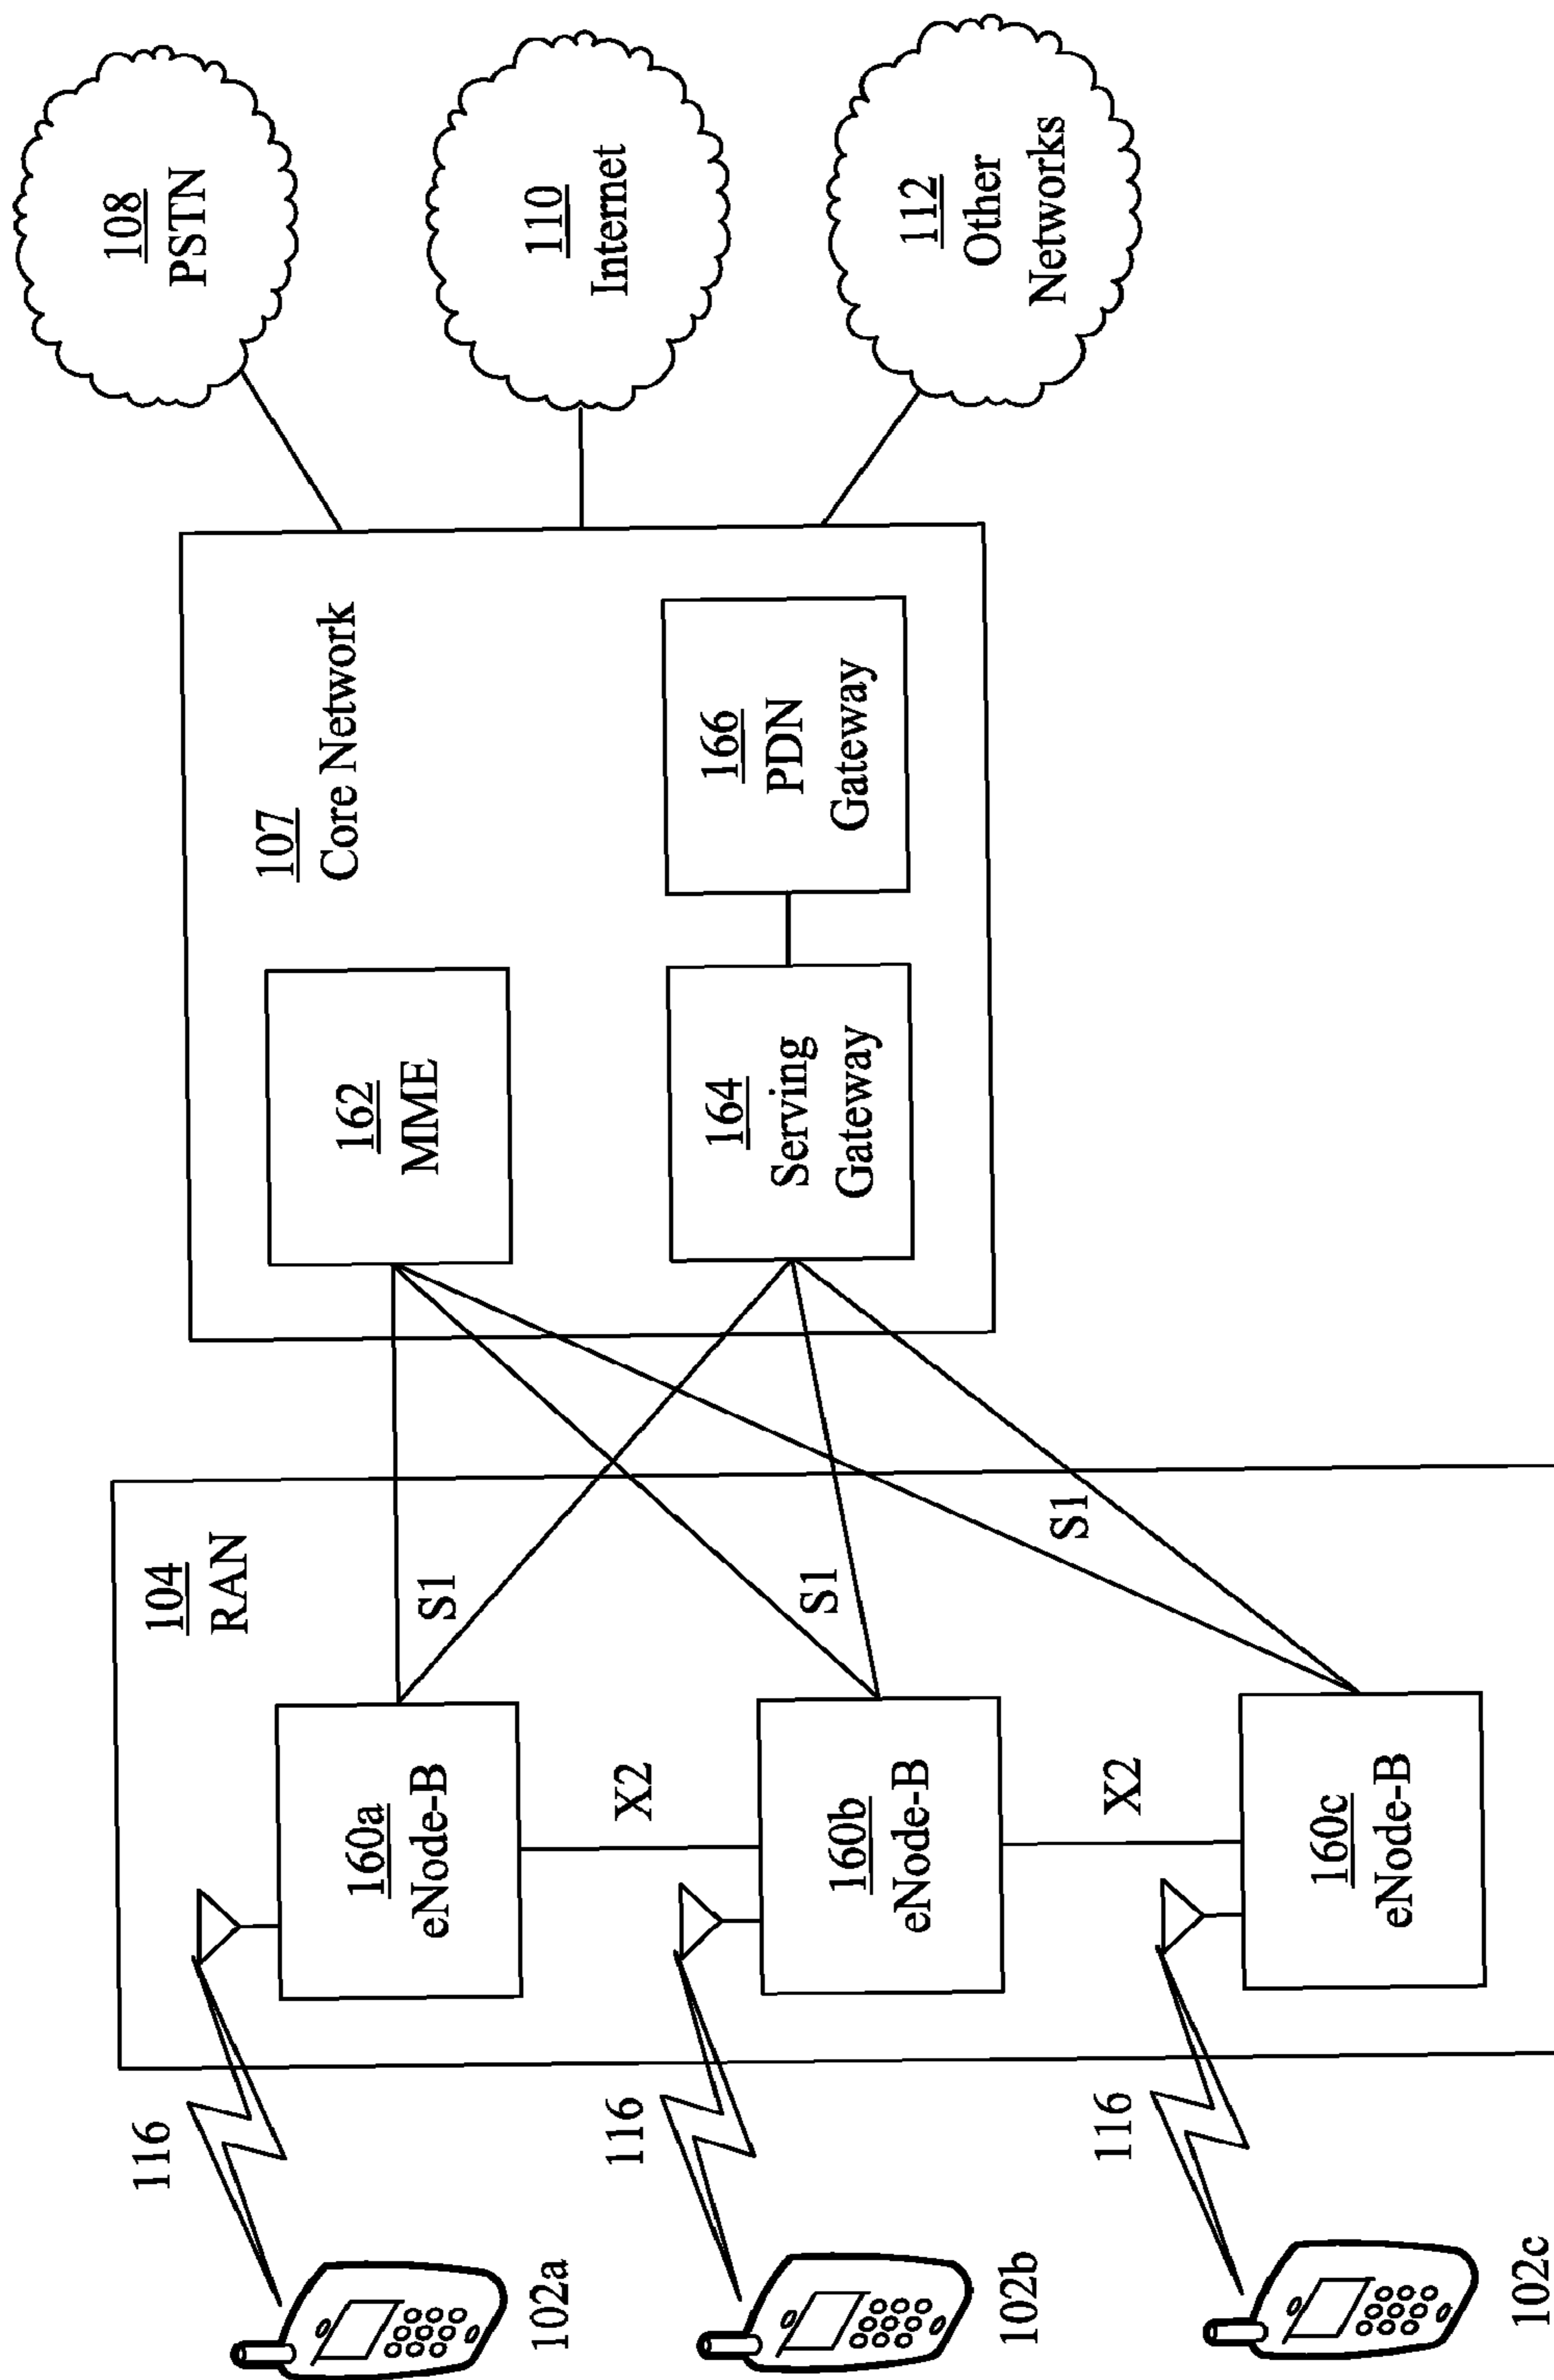 108
PSTN
110
Internet
112
Other
Networks
107
Core Network
162
MME
166
PDN
Gateway
164
Serving
Gateway
104
RAN
S1
S1
S1
160a
eNode-B
X2
160b
eNode-B
X2
160c
eNode-B
116
116
116
102a
102b
102c